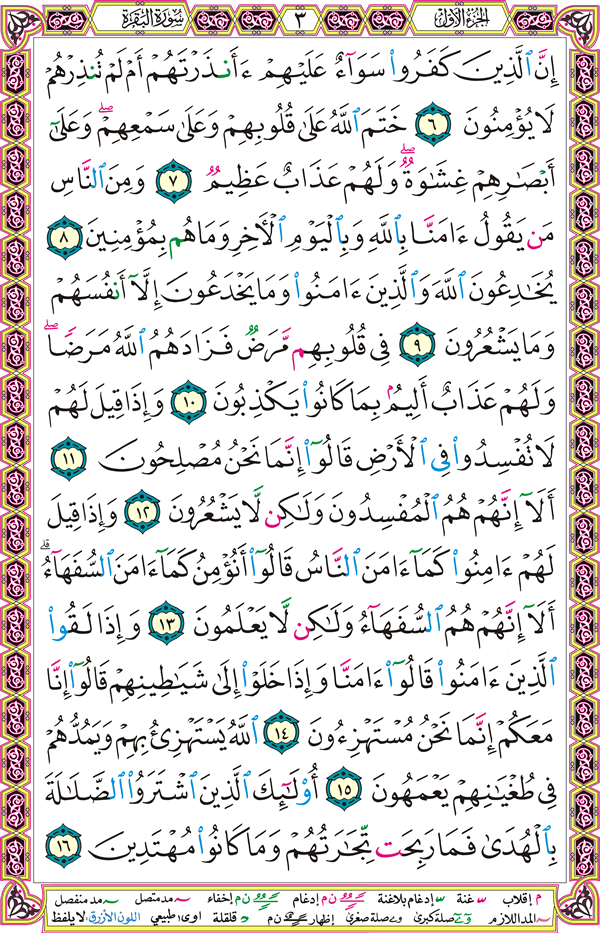 الجزء الأول ٣ سورة البقرة
إِنَّ ٱلَّذِينَ كَفَرُوا۟ سَوَآءٌ عَلَيْهِمْ ءَأَنذَرْتَهُمْ أَمْ لَمْ تُنذِرْهُمْ
لَا يُؤْمِنُونَ ٦ خَتَمَ ٱللَّهُ عَلَىٰ قُلُوبِهِمْ وَعَلَىٰ سَمْعِهِمْ ۖ وَعَلَىٰٓ
أَبْصَـٰرِهِمْ غِشَـٰوَةٌ ۖ وَلَهُمْ عَذَابٌ عَظِيمٌ ٧ وَمِنَ ٱلنَّاسِ
مَن يَقُولُ ءَامَنَّا بِٱللَّهِ وَبِٱلْيَوْمِ ٱلْـَٔاخِرِ وَمَا هُم بِمُؤْمِنِينَ ٨
يُخَـٰدِعُونَ ٱللَّهَ وَٱلَّذِينَ ءَامَنُوا۟ وَمَا يَخْدَعُونَ إِلَّآ أَنفُسَهُمْ
وَمَا يَشْعُرُونَ ٩ فِى قُلُوبِهِم مَّرَضٌ فَزَادَهُمُ ٱللَّهُ مَرَضًا ۖ
وَلَهُمْ عَذَابٌ أَلِيمٌۢ بِمَا كَانُوا۟ يَكْذِبُونَ ١٠ وَإِذَا قِيلَ لَهُمْ
لَا تُفْسِدُوا۟ فِى ٱلْأَرْضِ قَالُوٓا۟ إِنَّمَا نَحْنُ مُصْلِحُونَ ١١
أَلَآ إِنَّهُمْ هُمُ ٱلْمُفْسِدُونَ وَلَـٰكِن لَّا يَشْعُرُونَ ١٢ وَإِذَا قِيلَ
لَهُمْ ءَامِنُوا۟ كَمَآ ءَامَنَ ٱلنَّاسُ قَالُوٓا۟ أَنُؤْمِنُ كَمَآ ءَامَنَ ٱلسُّفَهَآءُ ۗ
أَلَآ إِنَّهُمْ هُمُ ٱلسُّفَهَآءُ وَلَـٰكِن لَّا يَعْلَمُونَ ١٣ وَإِذَا لَقُوا۟
ٱلَّذِينَ ءَامَنُوا۟ قَالُوٓا۟ ءَامَنَّا وَإِذَا خَلَوْا۟ إِلَىٰ شَيَـٰطِينِهِمْ قَالُوٓا۟ إِنَّا
مَعَكُمْ إِنَّمَا نَحْنُ مُسْتَهْزِءُونَ ١٤ ٱللَّهُ يَسْتَهْزِئُ بِهِمْ وَيَمُدُّهُمْ
فِى طُغْيَـٰنِهِمْ يَعْمَهُونَ ١٥ أُو۟لَـٰٓئِكَ ٱلَّذِينَ ٱشْتَرَوُا۟ ٱلضَّلَـٰلَةَ
بِٱلْهُدَىٰ فَمَا رَبِحَت تِّجَـٰرَتُهُمْ وَمَا كَانُوا۟ مُهْتَدِينَ ١٦
م إقلاب غنة إدغام بلاغنة ن م إدغام ن م إخفاء مد متصل مد منفصل
المد اللازم صلة كبرى صلة صغرى إظهار ن م قلقلة اوى طبيعي اللون الأزرق: لا يلفظ